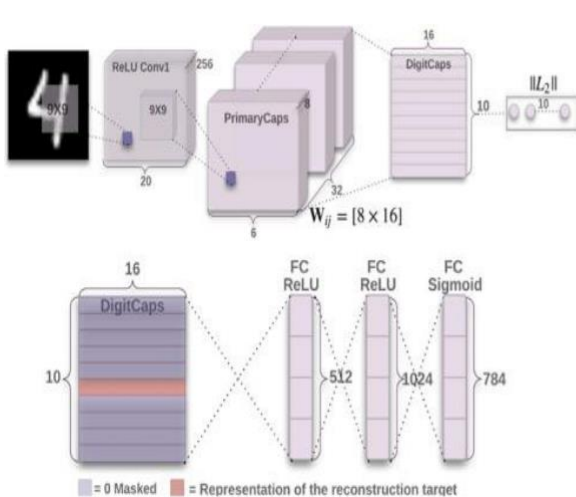 16
ReLU Conv1
256
DigitCaps
‖L₂‖
9X9
9X9
8
10
10
PrimaryCaps
20
32
W_ij = [8 × 16]
6
16
FC ReLU
FC ReLU
FC Sigmoid
DigitCaps
10
512
1024
784
= 0 Masked
= Representation of the reconstruction target